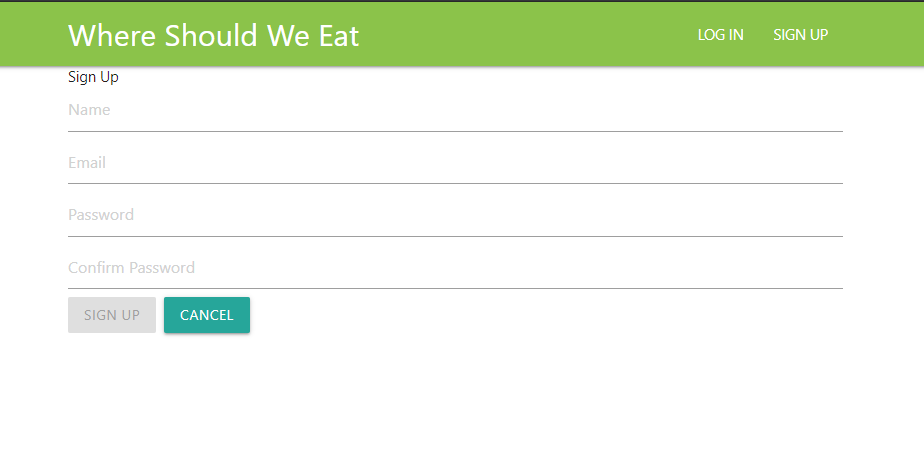 Where Should We Eat LOG IN SIGN UP
Sign Up
Name
Email
Password
Confirm Password
SIGN UP CANCEL